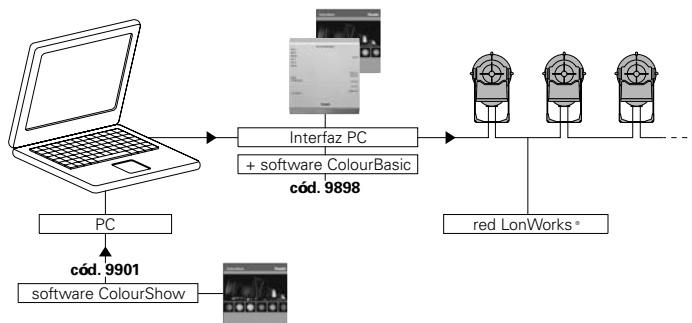 Interfaz PC
+ software ColourBasic
cód. 9898
PC
red LonWorks®
cód. 9901
software ColourShow